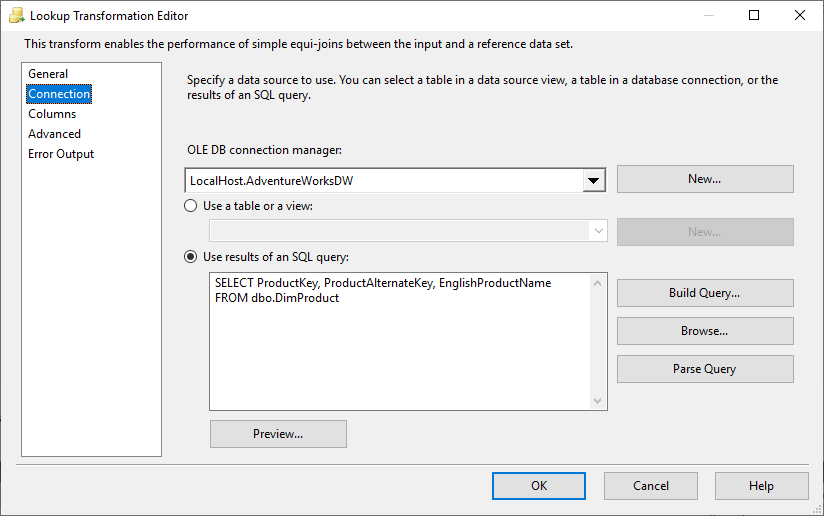 Lookup Transformation Editor
This transform enables the performance of simple equi-joins between the input and a reference data set.
General
Connection
Columns
Advanced
Error Output
Specify a data source to use. You can select a table in a data source view, a table in a database connection, or the
results of an SQL query.
OLE DB connection manager:
LocalHost.AdventureWorksDW
New...
Use a table or a view:
New...
Use results of an SQL query:
SELECT ProductKey, ProductAlternateKey, EnglishProductName
FROM dbo.DimProduct
Build Query...
Browse...
Parse Query
Preview...
OK
Cancel
Help